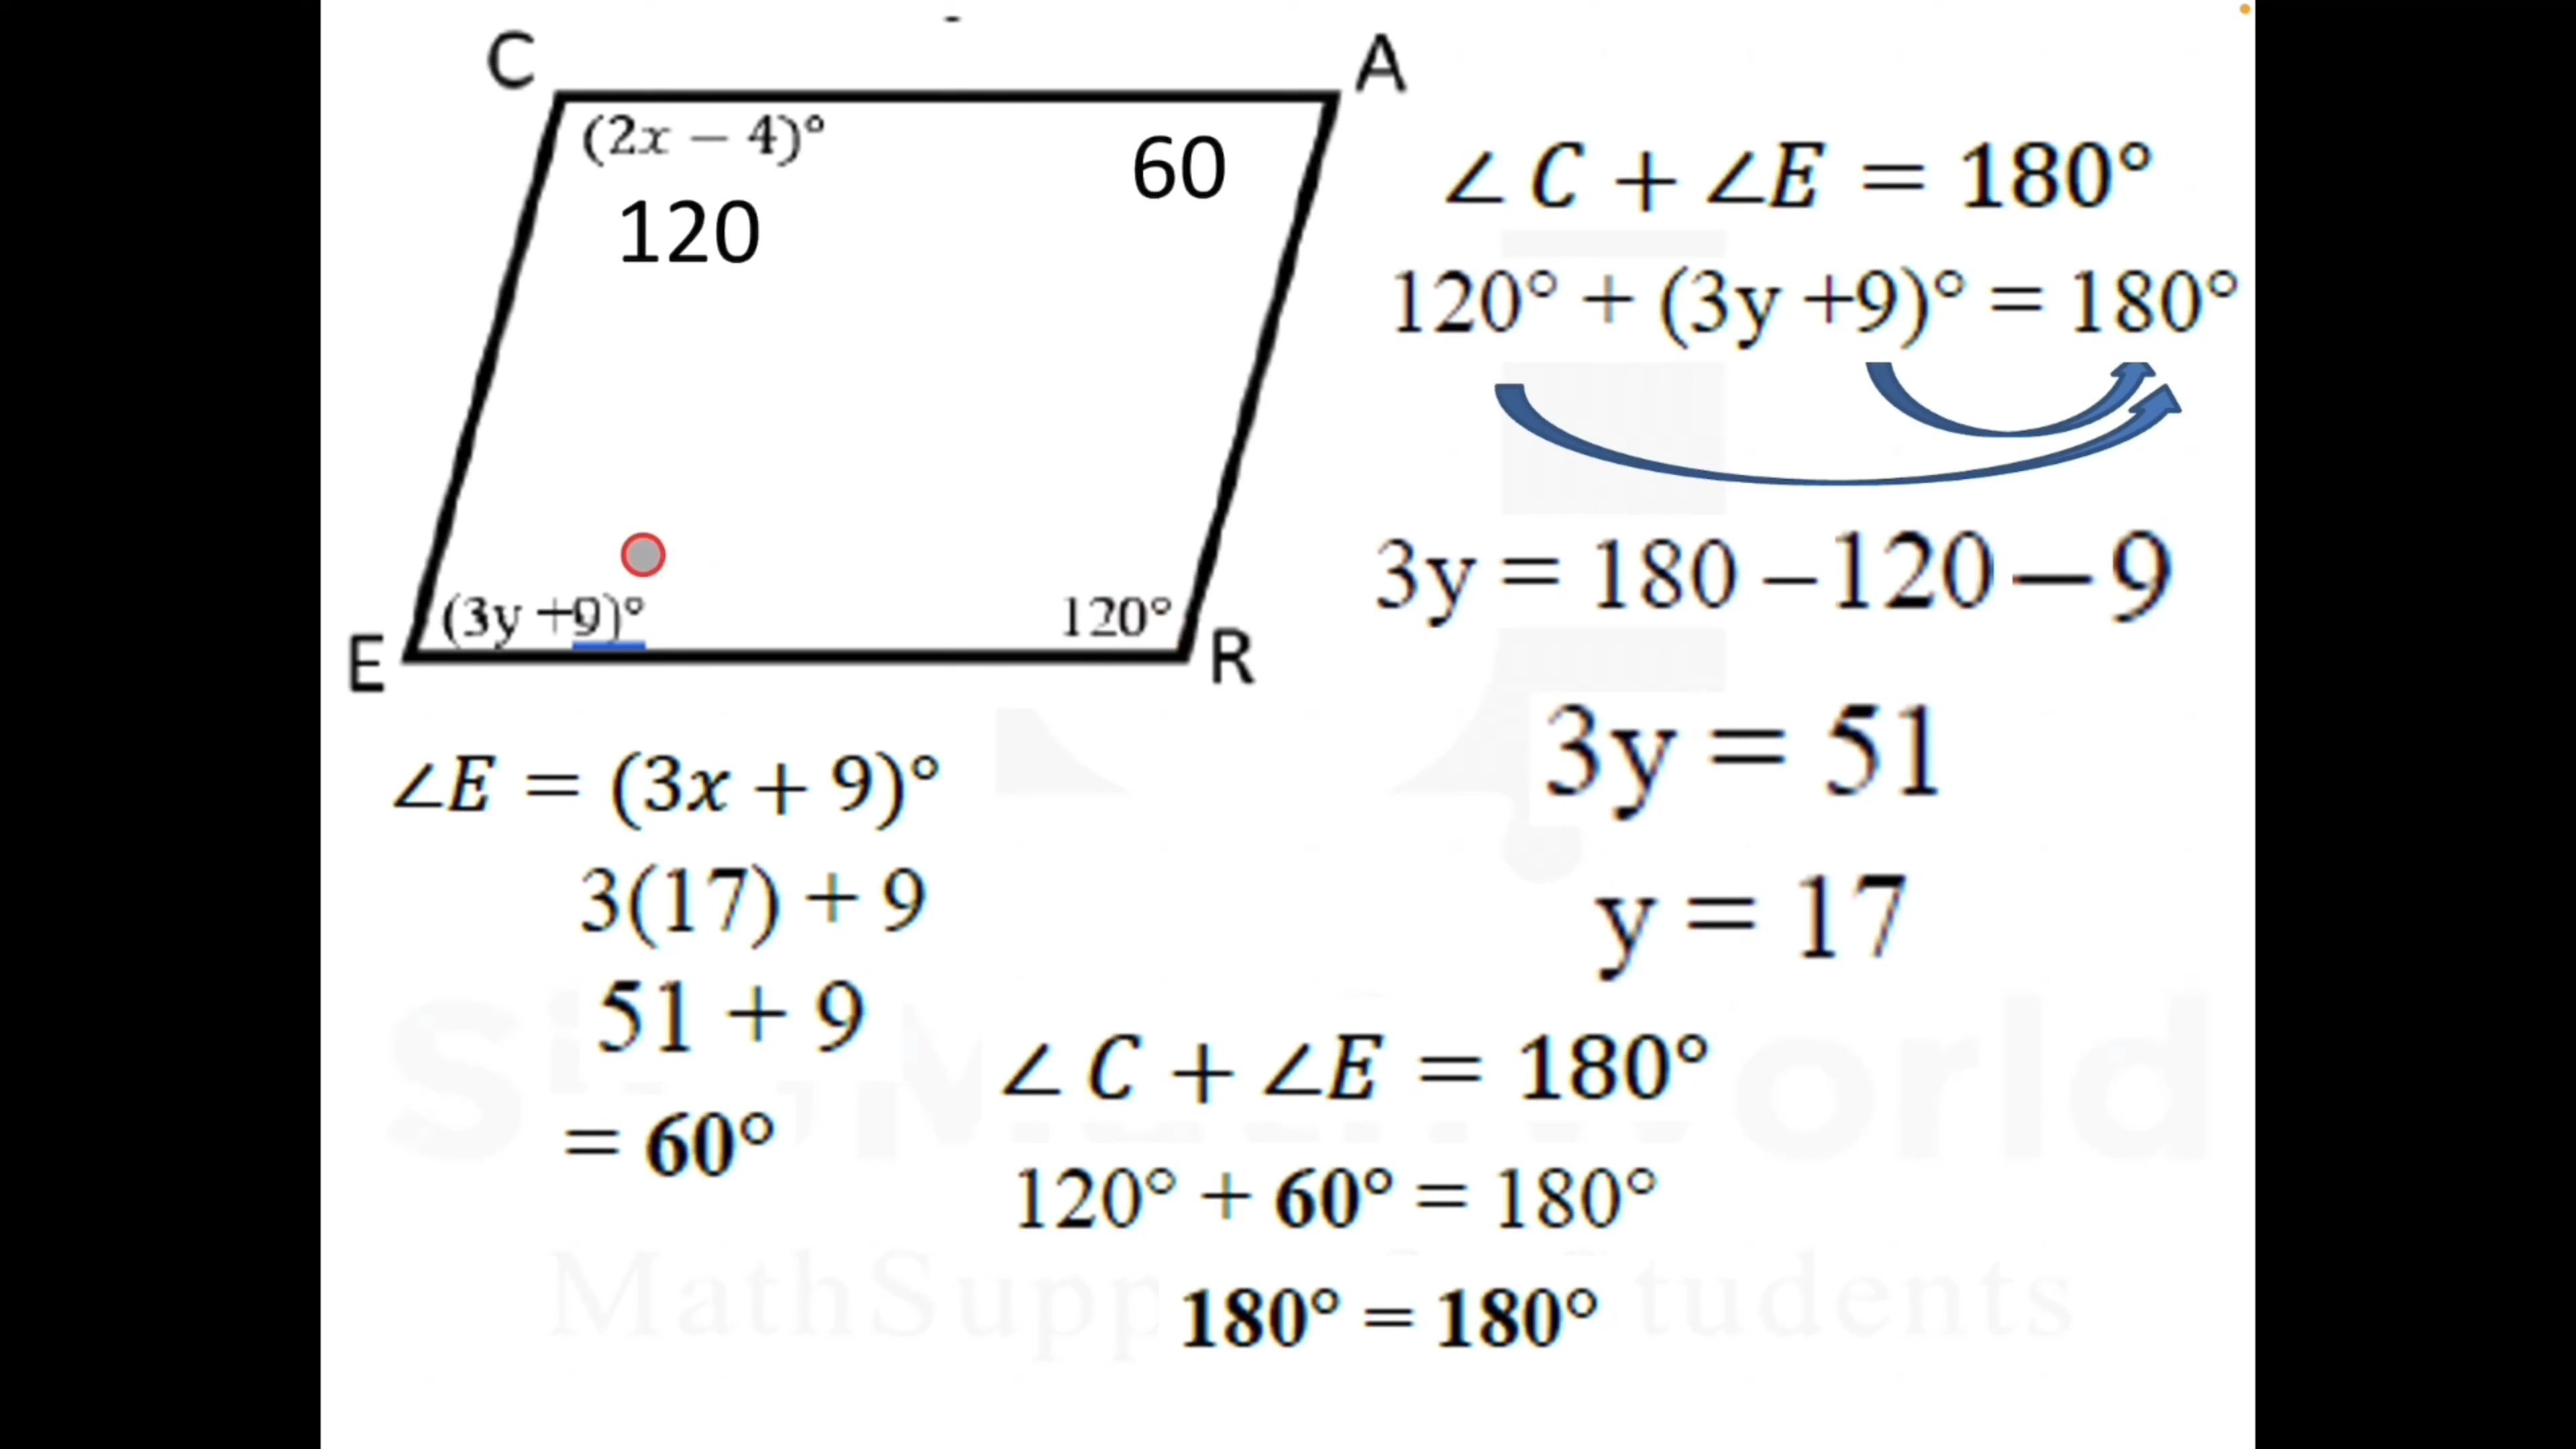 C A
(2x − 4)°
120
60
(3y +9)°
120°
E R
∠ C + ∠E = 180°
120° + (3y +9)° = 180°
3y = 180 – 120 – 9
3y = 51
y = 17
∠E = (3x + 9)°
3(17) + 9
51 + 9
= 60°
∠ C + ∠E = 180°
120° + 60° = 180°
180° = 180°